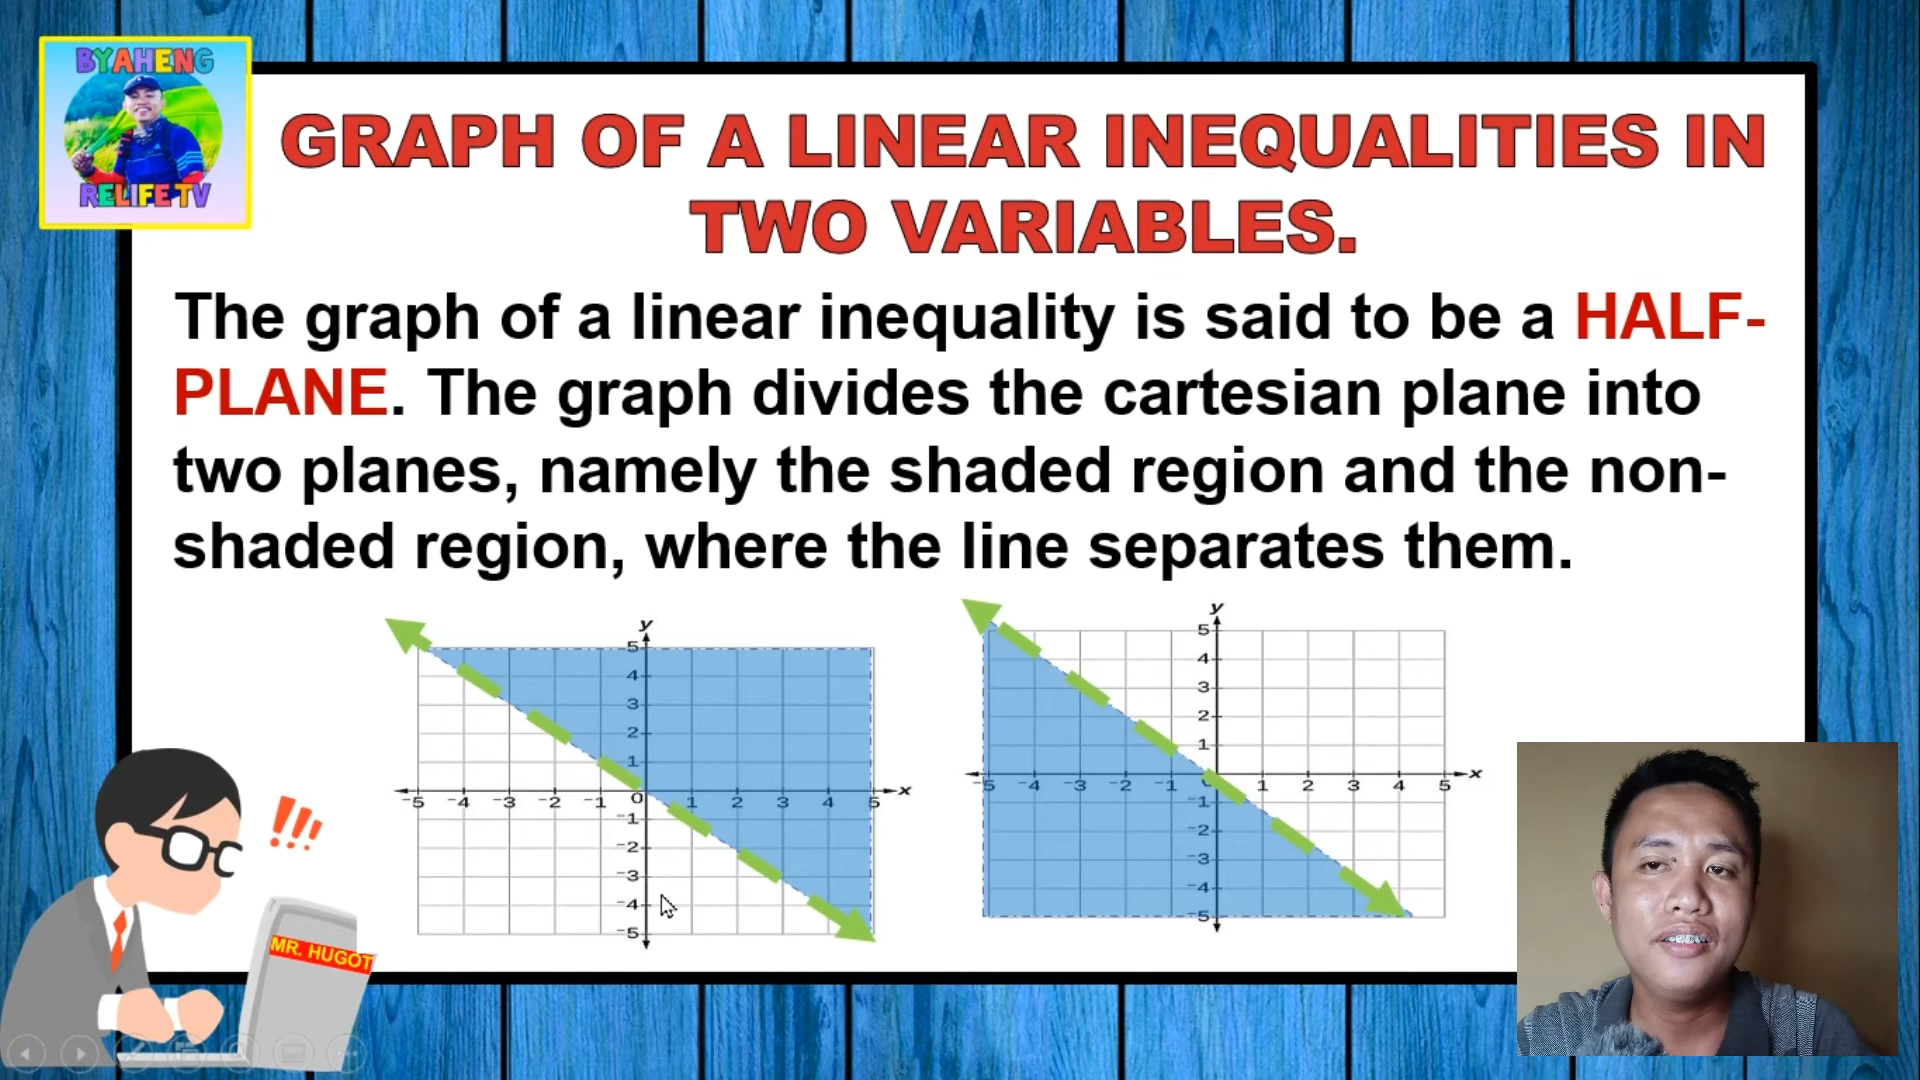 BYAHENG
RELIFE TV
GRAPH OF A LINEAR INEQUALITIES IN
TWO VARIABLES.
The graph of a linear inequality is said to be a HALF-
PLANE. The graph divides the cartesian plane into
two planes, namely the shaded region and the non-
shaded region, where the line separates them.
y
5
4
3
2
1
-5 -4 -3 -2 -1 0 1 2 3 4 5 x
-1
-2
-3
-4
-5
y
5
4
3
2
1
-5 -4 -3 -2 -1 1 2 3 4 5 x
-1
-2
-3
-4
-5
!!!
MR. HUGOT